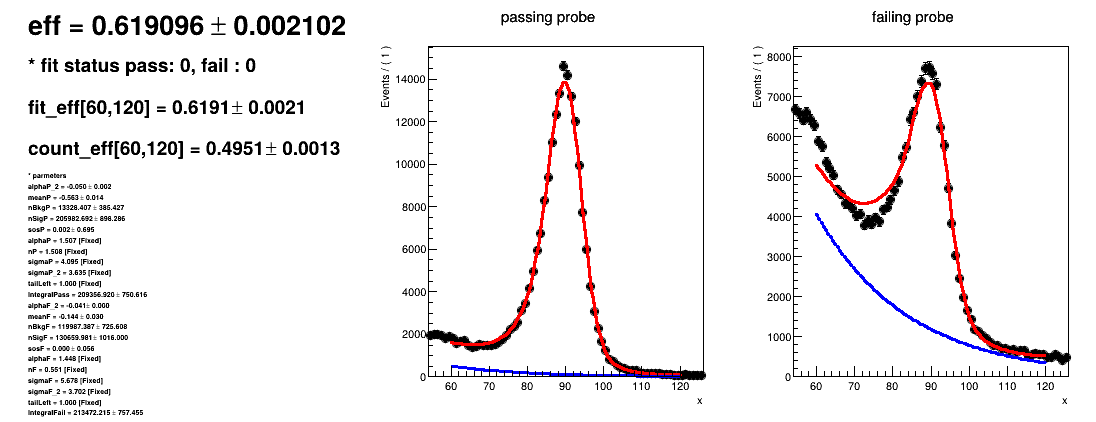 eff = 0.619096 ± 0.002102
* fit status pass: 0, fail : 0
fit_eff[60,120] = 0.6191± 0.0021
count_eff[60,120] = 0.4951± 0.0013
* parmeters
alphaP_2 = -0.050 ± 0.002
meanP = -0.563 ± 0.014
nBkgP = 13326.407 ± 385.427
nSigP = 205982.692 ± 898.286
sosP = 0.002 ± 0.695
alphaP = 1.507 [Fixed]
nP = 1.508 [Fixed]
sigmaP = 4.095 [Fixed]
sigmaP_2 = 3.635 [Fixed]
tailLeft = 1.000 [Fixed]
integralPass = 209356.920 ± 750.616
alphaF_2 = -0.041 ± 0.000
meanF = -0.144 ± 0.030
nBkgF = 119987.387 ± 725.608
nSigF = 130659.981 ± 1016.000
sosF = 0.000 ± 0.056
alphaF = 1.448 [Fixed]
nF = 0.551 [Fixed]
sigmaF = 5.678 [Fixed]
sigmaF_2 = 3.702 [Fixed]
tailLeft = 1.000 [Fixed]
integralFail = 213472.215 ± 757.455
passing probe
Events / ( 1 )
14000
12000
10000
8000
6000
4000
2000
0
60 70 80 90 100 110 120
x
failing probe
Events / ( 1 )
8000
7000
6000
5000
4000
3000
2000
1000
0
60 70 80 90 100 110 120
x